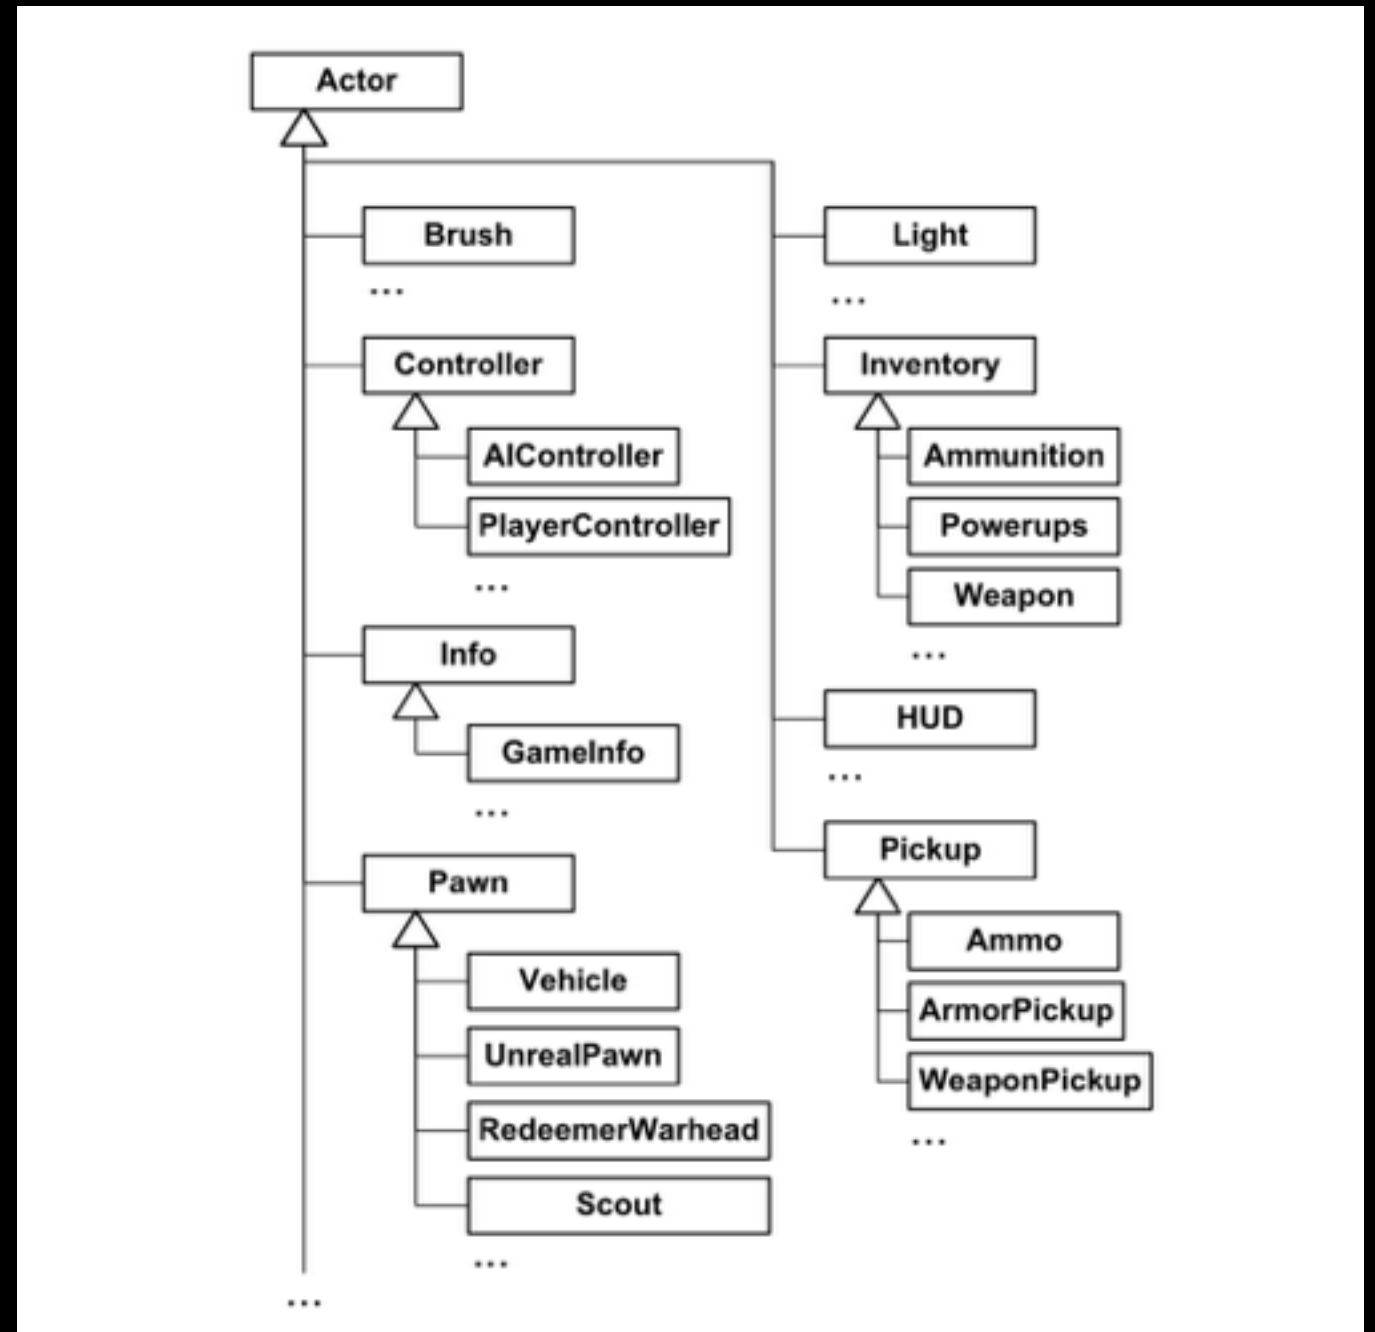 Actor
Brush
...
Controller
AIController
PlayerController
...
Info
GameInfo
...
Pawn
Vehicle
UnrealPawn
RedeemerWarhead
Scout
...
...
Light
...
Inventory
Ammunition
Powerups
Weapon
...
HUD
...
Pickup
Ammo
ArmorPickup
WeaponPickup
...